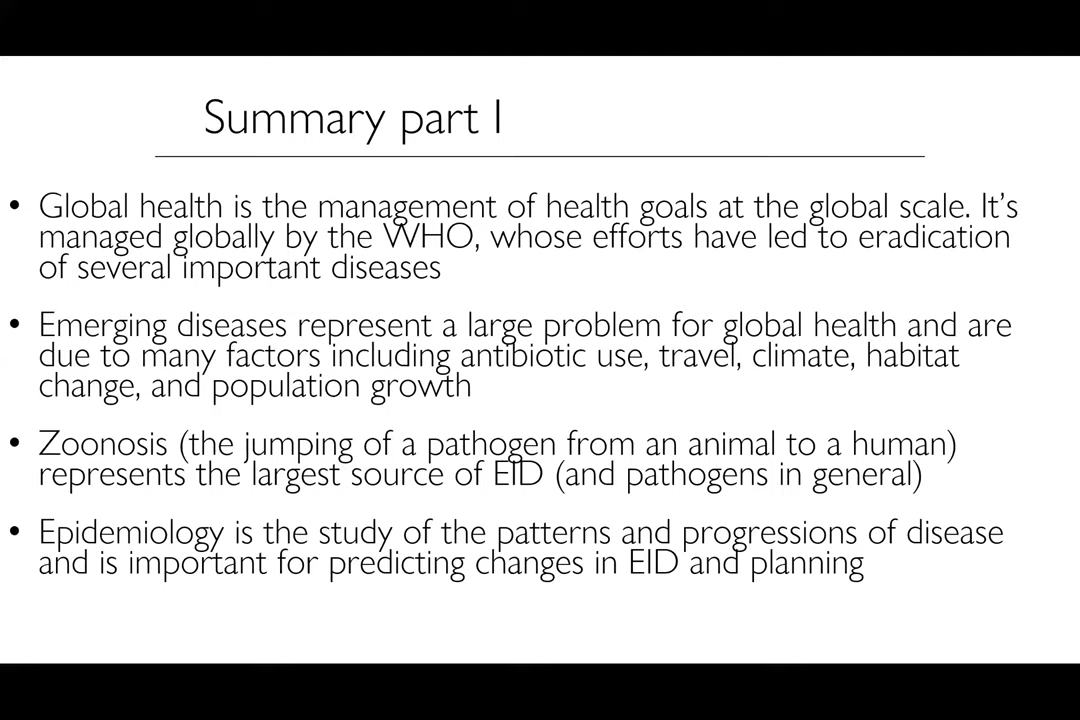 Summary part I
• Global health is the management of health goals at the global scale. It's
managed globally by the WHO, whose efforts have led to eradication
of several important diseases
• Emerging diseases represent a large problem for global health and are
due to many factors including antibiotic use, travel, climate, habitat
change, and population growth
• Zoonosis (the jumping of a pathogen from an animal to a human)
represents the largest source of EID (and pathogens in general)
• Epidemiology is the study of the patterns and progressions of disease
and is important for predicting changes in EID and planning